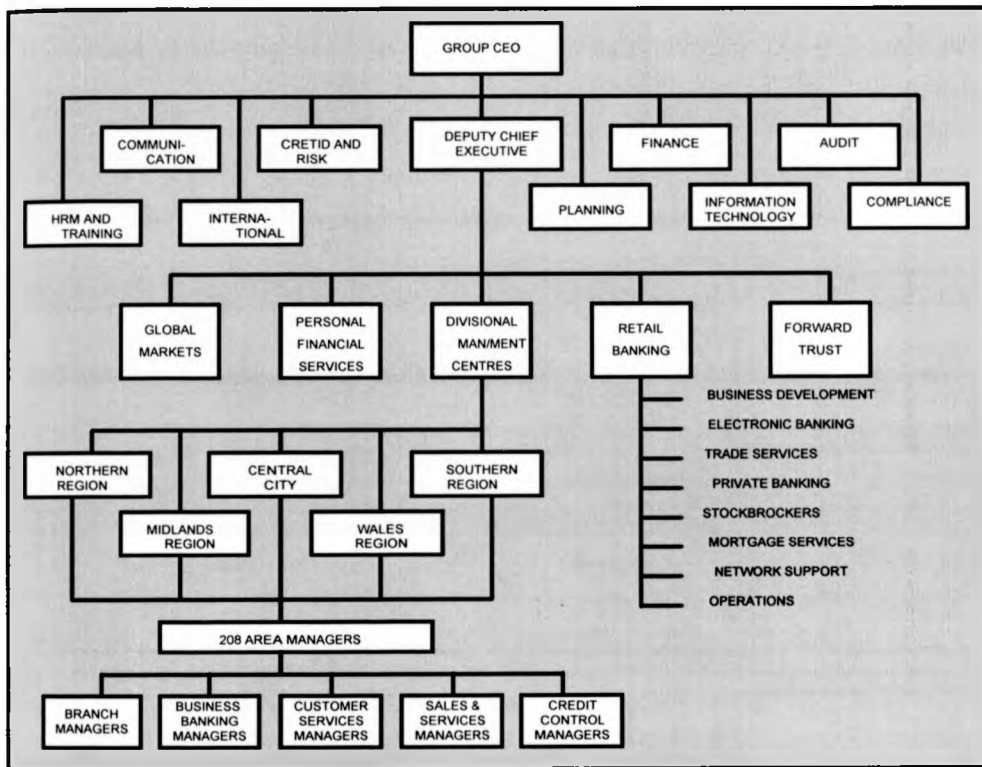 GROUP CEO
COMMUNI-
CATION
CRETID AND
RISK
DEPUTY CHIEF
EXECUTIVE
FINANCE
AUDIT
HRM AND
TRAINING
INTERNA-
TIONAL
PLANNING
INFORMATION
TECHNOLOGY
COMPLIANCE
GLOBAL
MARKETS
PERSONAL
FINANCIAL
SERVICES
DIVISIONAL
MAN/MENT
CENTRES
RETAIL
BANKING
FORWARD
TRUST
BUSINESS DEVELOPMENT
ELECTRONIC BANKING
TRADE SERVICES
PRIVATE BANKING
STOCKBROCKERS
MORTGAGE SERVICES
NETWORK SUPPORT
OPERATIONS
NORTHERN
REGION
CENTRAL
CITY
SOUTHERN
REGION
MIDLANDS
REGION
WALES
REGION
208 AREA MANAGERS
BRANCH
MANAGERS
BUSINESS
BANKING
MANAGERS
CUSTOMER
SERVICES
MANAGERS
SALES &
SERVICES
MANAGERS
CREDIT
CONTROL
MANAGERS